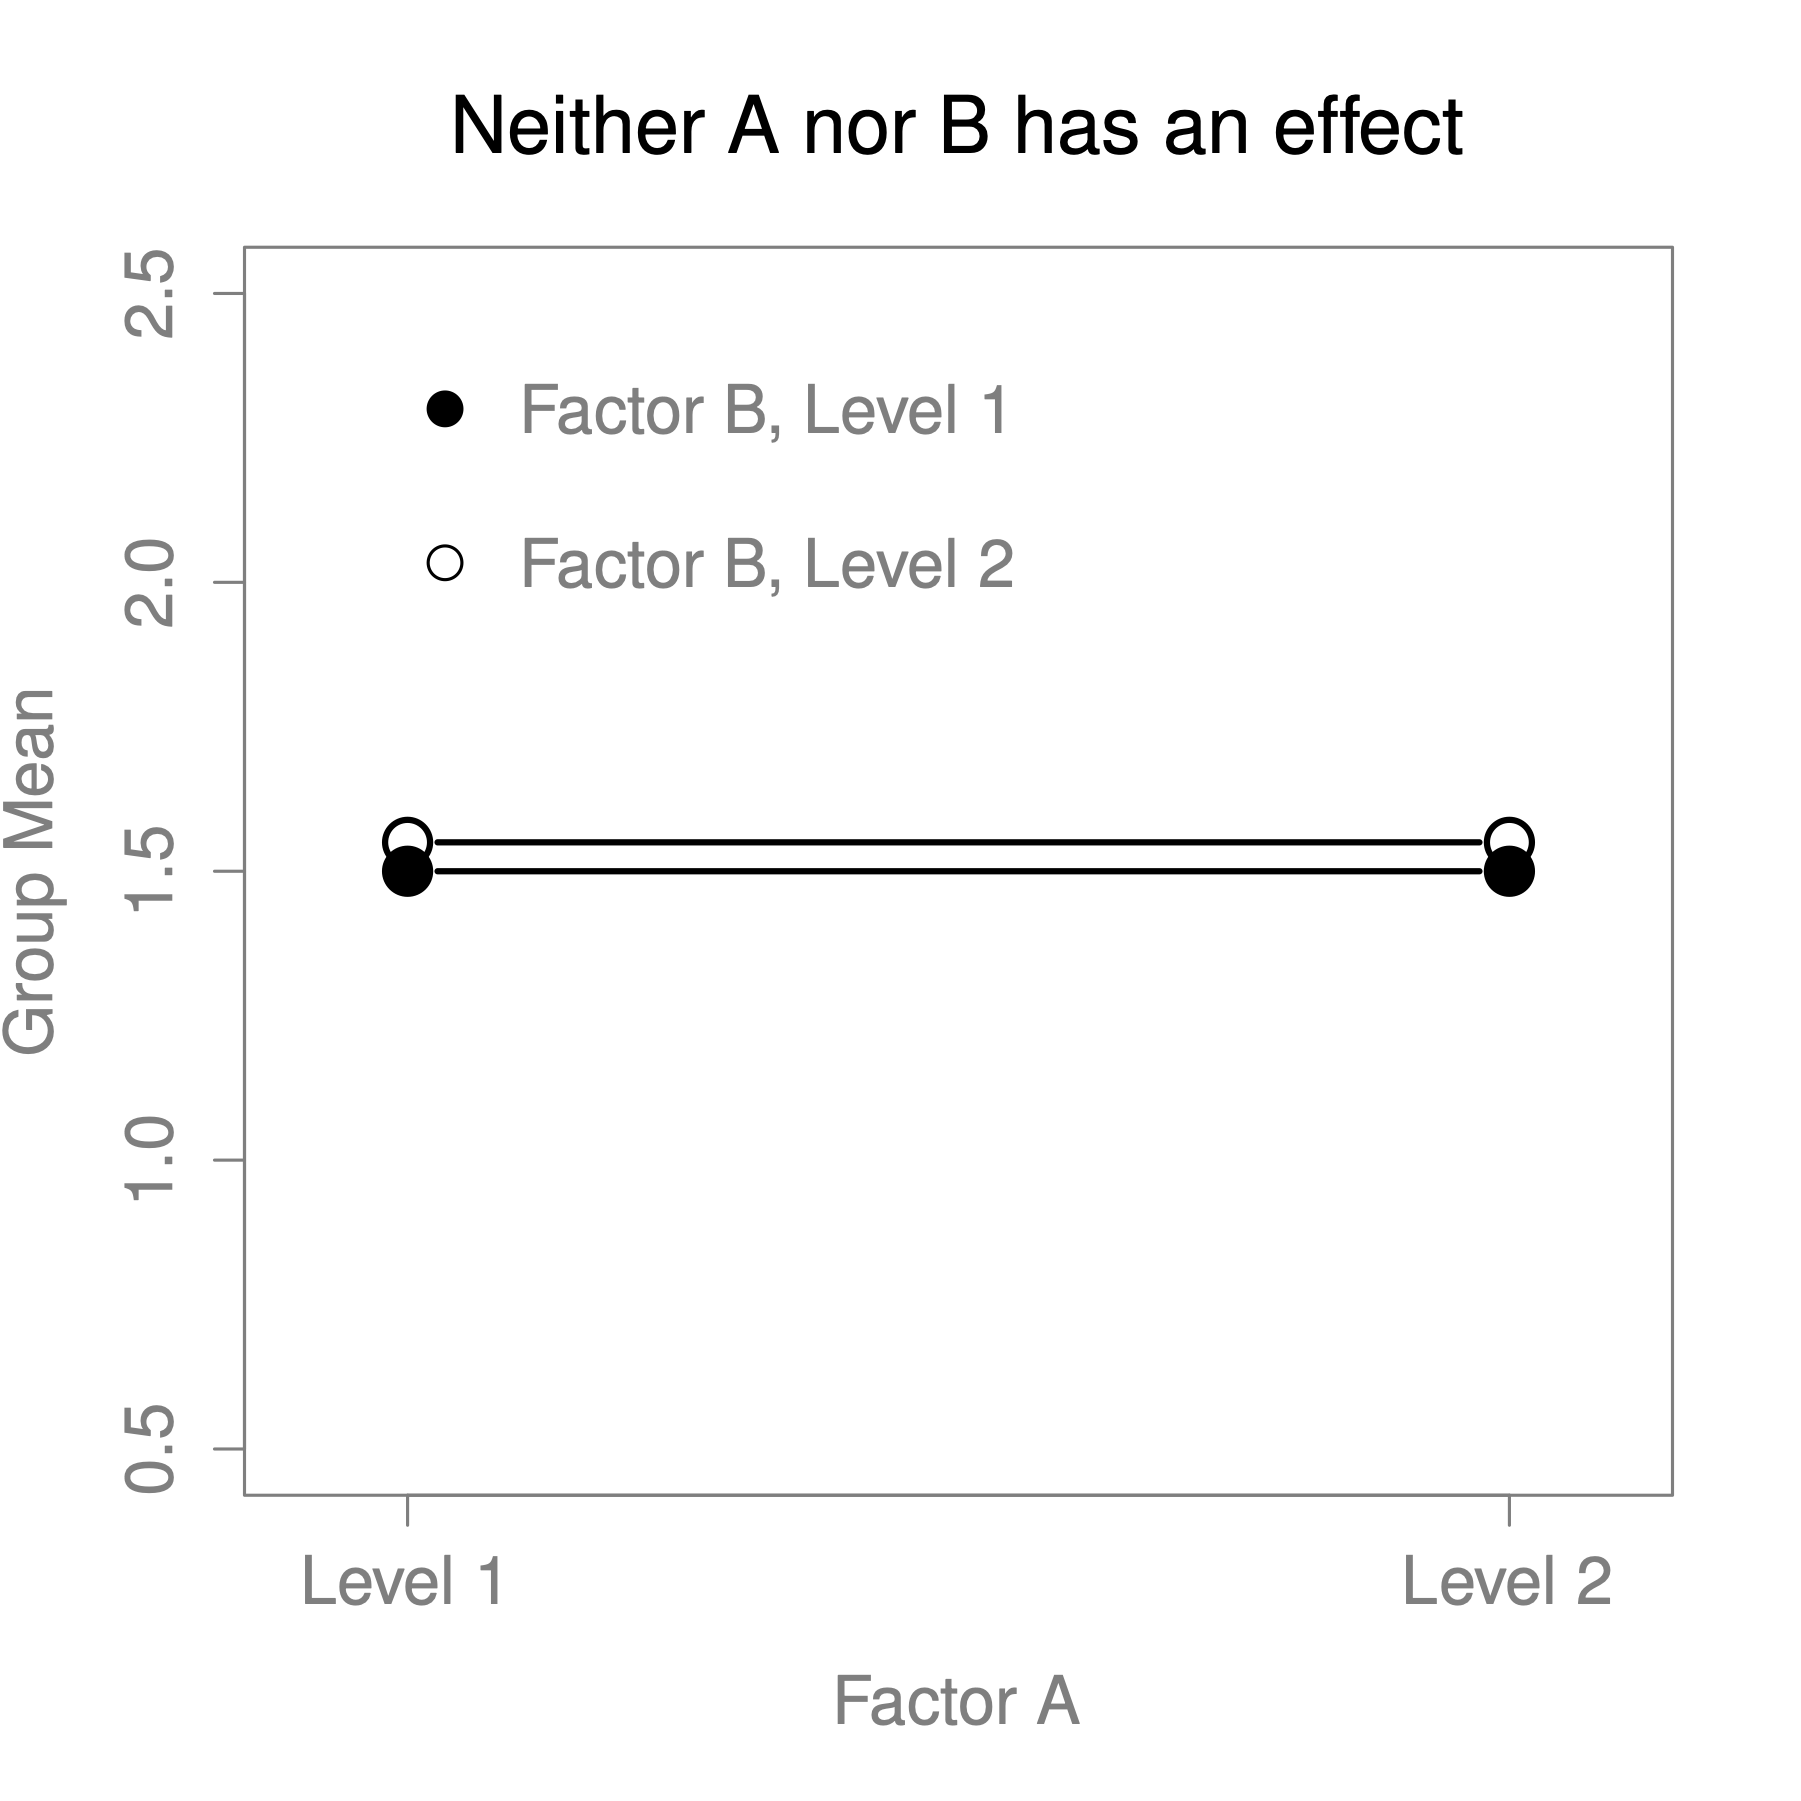 Neither A nor B has an effect
2.5
2.0
1.5
1.0
0.5
Group Mean
Factor B, Level 1
Factor B, Level 2
Level 1
Level 2
Factor A